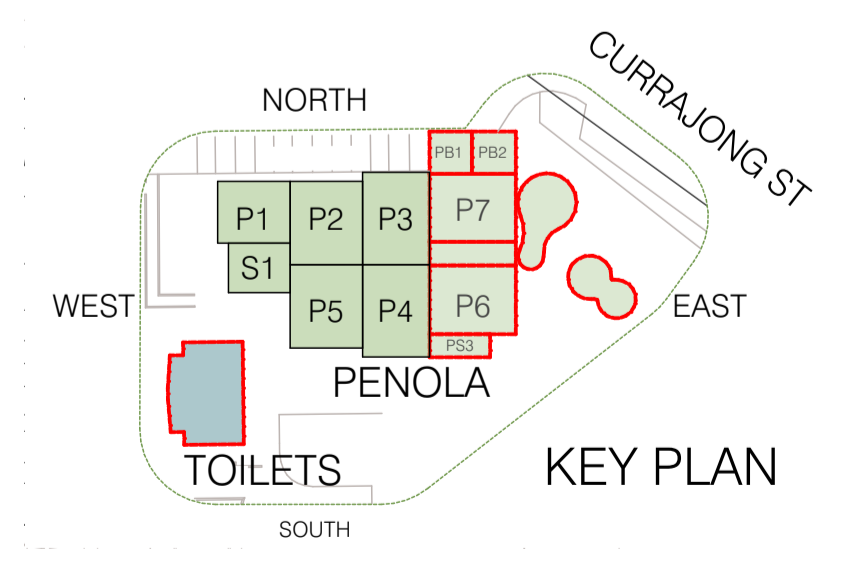 CURRAJONG ST
NORTH
PB1 PB2
P1 P2 P3 P7
S1
WEST P5 P4 P6 EAST
PS3
PENOLA
TOILETS KEY PLAN
SOUTH